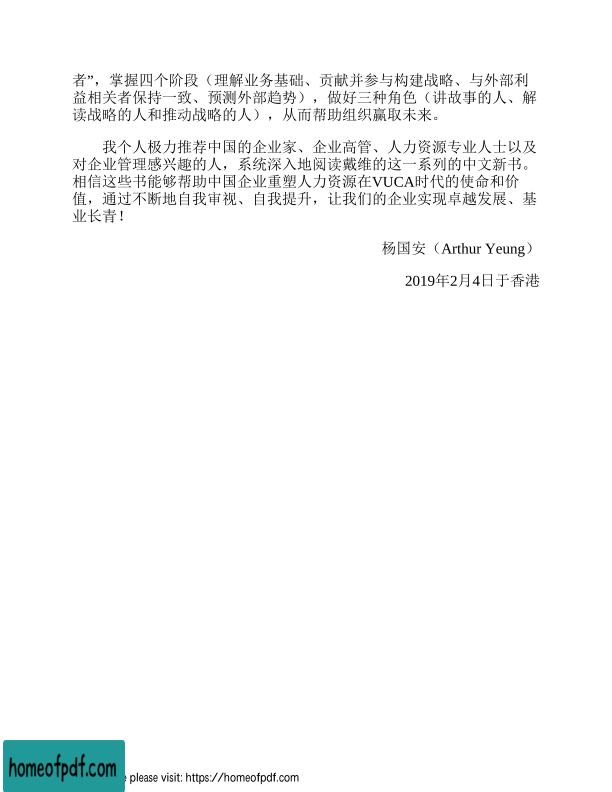 者”，掌握四个阶段（理解业务基础、贡献并参与构建战略、与外部利
益相关者保持一致、预测外部趋势），做好三种角色（讲故事的人、解
读战略的人和推动战略的人），从而帮助组织赢取未来。
我个人极力推荐中国的企业家、企业高管、人力资源专业人士以及
对企业管理感兴趣的人，系统深入地阅读戴维的这一系列的中文新书。
相信这些书能够帮助中国企业重塑人力资源在VUCA时代的使命和价
值，通过不断地自我审视、自我提升，让我们的企业实现卓越发展、基
业长青！
杨国安（Arthur Yeung）
2019年2月4日于香港
homeofpdf.com
please visit: https://homeofpdf.com